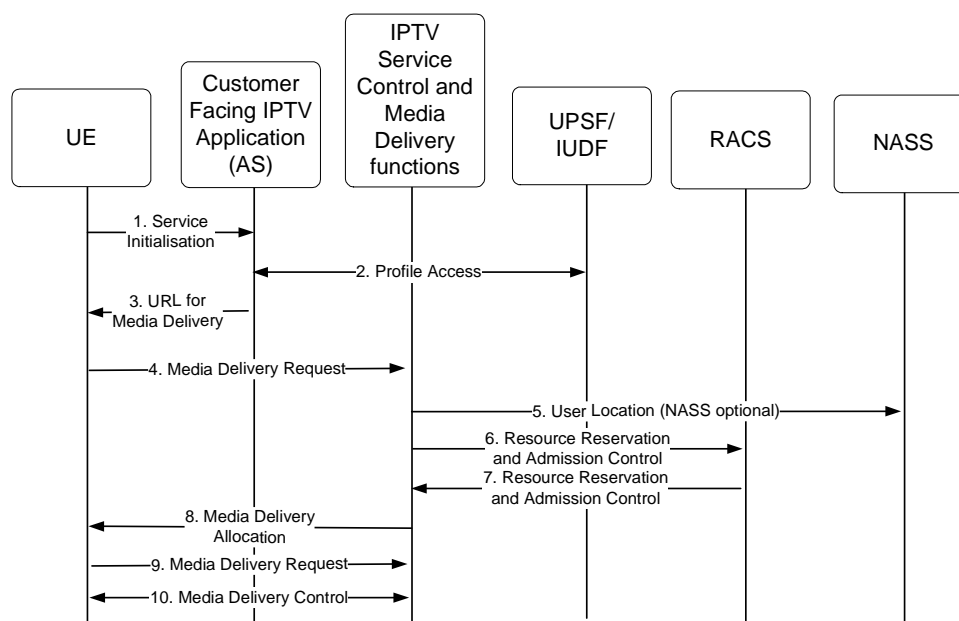 UE
Customer
Facing IPTV
Application
(AS)
IPTV
Service
Control and
Media
Delivery
functions
UPSF/
IUDF
RACS
NASS
1. Service
Initialisation
2. Profile Access
3. URL for
Media Delivery
4. Media Delivery Request
5. User Location (NASS optional)
6. Resource Reservation
and Admission Control
7. Resource Reservation
and Admission Control
8. Media Delivery
Allocation
9. Media Delivery Request
10. Media Delivery Control